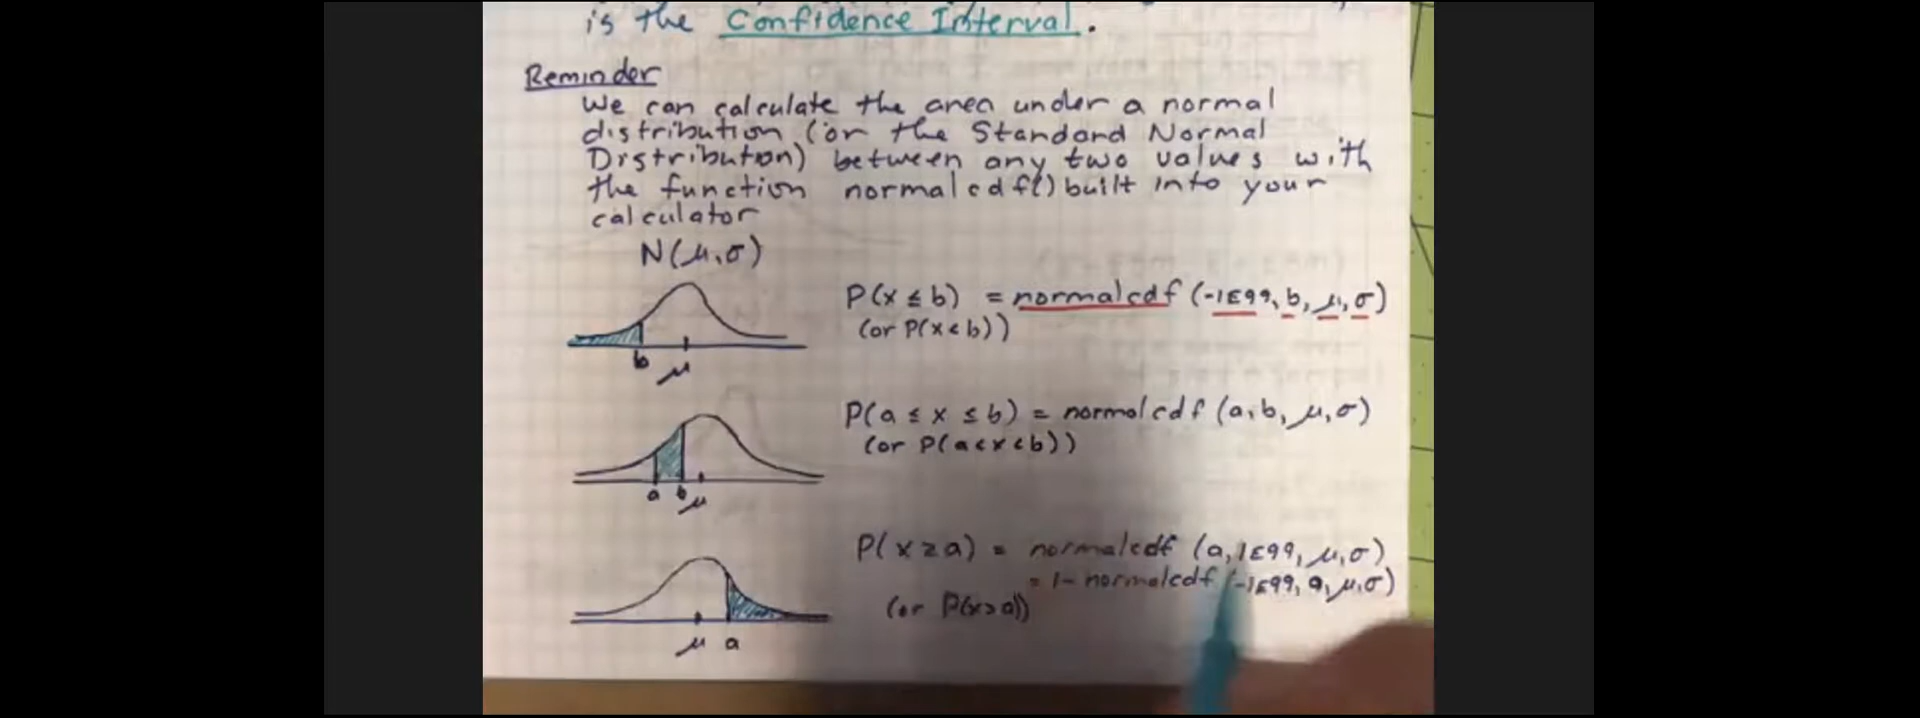 is the Confidence Interval.
Reminder
We can calculate the area under a normal
distribution (or the Standard Normal
Distribution) between any two values with
the function normalcdf() built into your
calculator
N(μ,σ)
P(x ≤ b) = normalcdf (-1E99, b, μ, σ)
(or P(x < b))
b
μ
P(a ≤ x ≤ b) = normalcdf (a, b, μ, σ)
(or P(a<x<b))
a b μ
P(x ≥ a) = normalcdf (a, 1E99, μ, σ)
= 1- normalcdf (-1E99, a, μ, σ)
(or P(x>a))
μ a